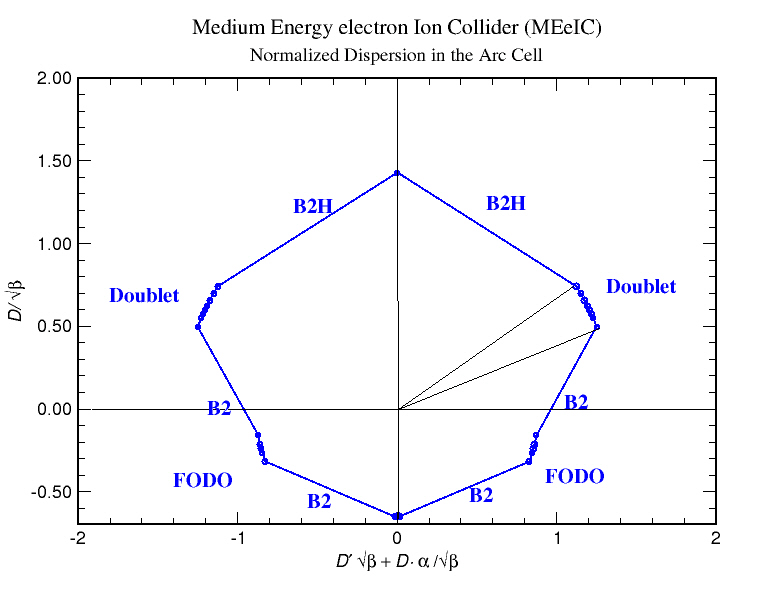 Medium Energy electron Ion Collider (MEeIC)
Normalized Dispersion in the Arc Cell
2.00
1.50
1.00
0.50
0.00
-0.50
D/√β
B2H
B2H
Doublet
Doublet
B2
B2
FODO
FODO
B2
B2
-2
-1
0
1
2
D′ √β + D· α /√β